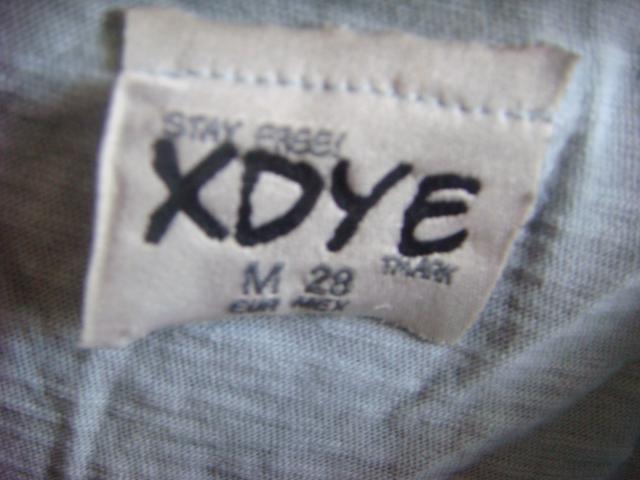 STAY FREE!
XDYE
TMARK
M 28
EUR MEX